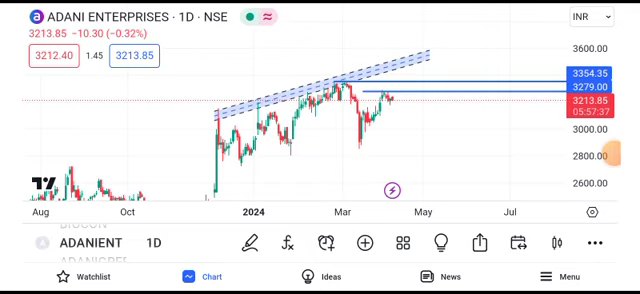 ADANI ENTERPRISES · 1D · NSE
INR
3213.85 −10.30 (−0.32%)
3212.40 1.45 3213.85
3600.00
3354.35
3279.00
3213.85
05:57:37
3000.00
2800.00
2600.00
Aug Oct 2024 Mar May Jul
BIOCON
ADANIENT 1D
Watchlist Chart Ideas News Menu